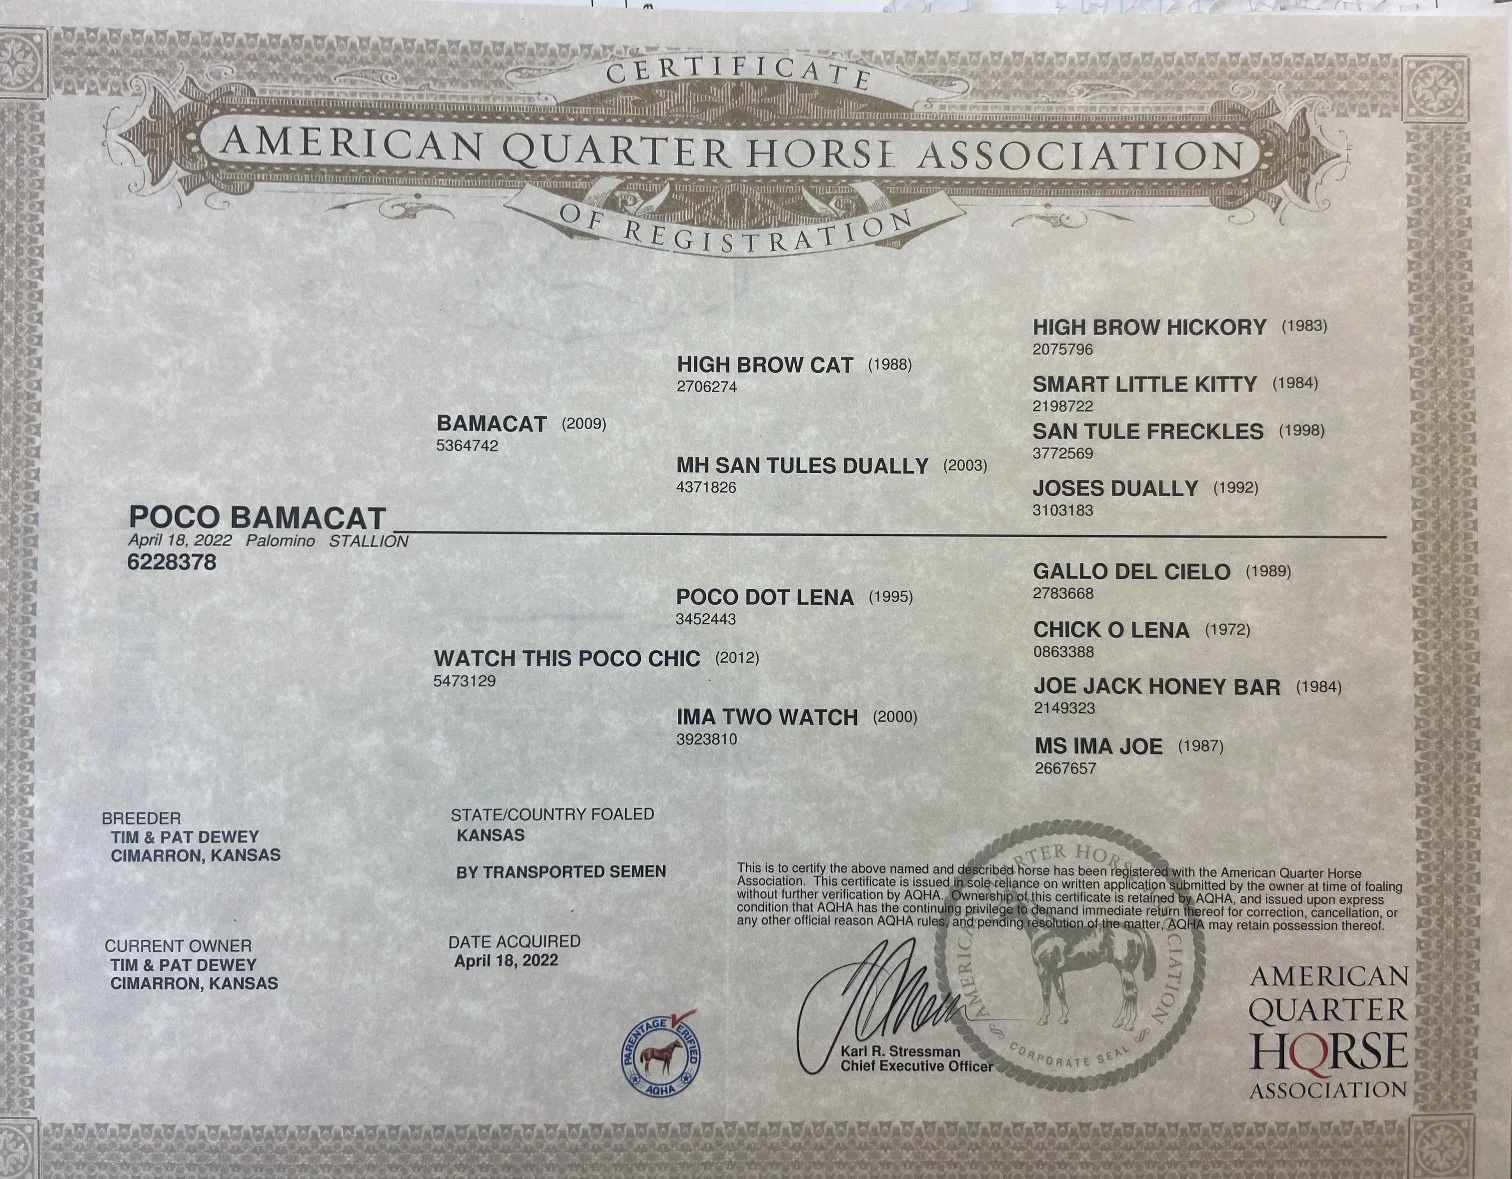 CERTIFICATE
AMERICAN QUARTER HORSE ASSOCIATION
OF REGISTRATION
HIGH BROW HICKORY (1983)
2075796
HIGH BROW CAT (1988)
2706274
SMART LITTLE KITTY (1984)
2198722
BAMACAT (2009)
5364742
SAN TULE FRECKLES (1998)
3772569
MH SAN TULES DUALLY (2003)
4371826
JOSES DUALLY (1992)
3103183
POCO BAMACAT
April 18, 2022 Palomino STALLION
6228378
GALLO DEL CIELO (1989)
2783668
POCO DOT LENA (1995)
3452443
CHICK O LENA (1972)
0863388
WATCH THIS POCO CHIC (2012)
5473129
JOE JACK HONEY BAR (1984)
2149323
IMA TWO WATCH (2000)
3923810
MS IMA JOE (1987)
2667657
BREEDER
TIM & PAT DEWEY
CIMARRON, KANSAS
STATE/COUNTRY FOALED
KANSAS
BY TRANSPORTED SEMEN
CURRENT OWNER
TIM & PAT DEWEY
CIMARRON, KANSAS
DATE ACQUIRED
April 18, 2022
This is to certify the above named and described horse has been registered with the American Quarter Horse
Association. This certificate is issued in sole reliance on written application submitted by the owner at time of foaling
without further verification by AQHA. Ownership of this certificate is retained by AQHA, and issued upon express
condition that AQHA has the continuing privilege to demand immediate return thereof for correction, cancellation, or
any other official reason AQHA rules, and pending resolution of the matter, AQHA may retain possession thereof.
Karl R. Stressman
Chief Executive Officer
PARENTAGE VERIFIED
AQHA
AMERICAN QUARTER HORSE ASSOCIATION
CORPORATE SEAL
AMERICAN
QUARTER
HORSE
ASSOCIATION